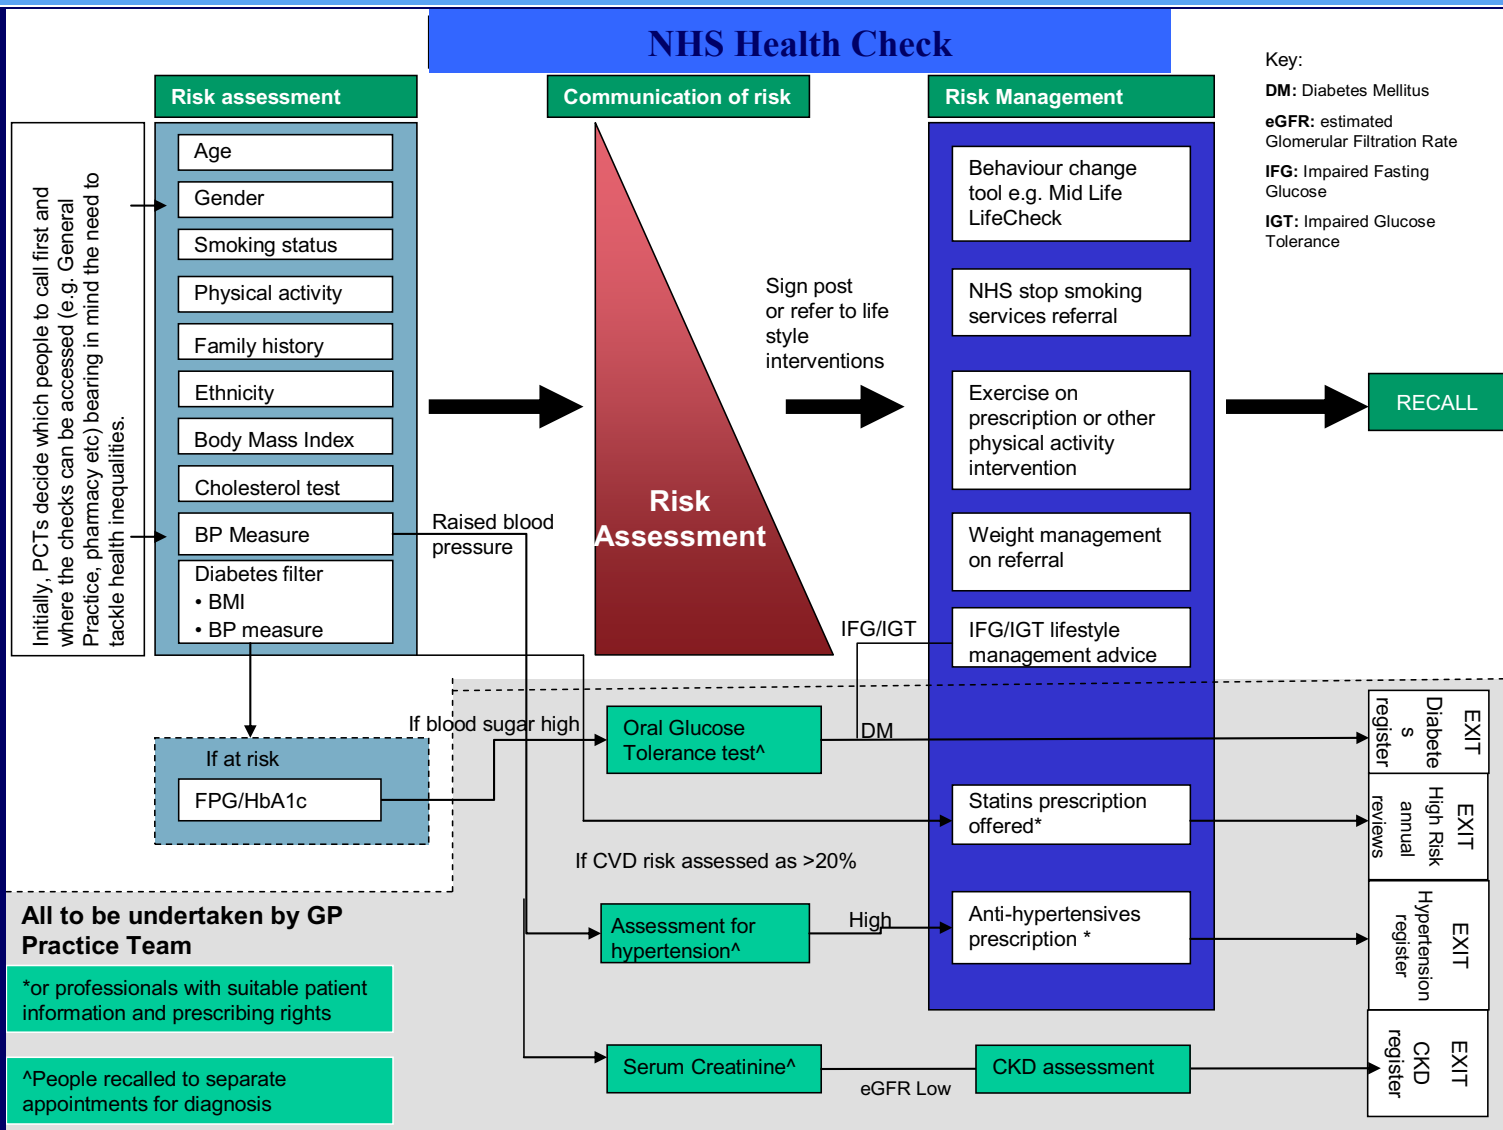 NHS Health Check
Risk assessment
Communication of risk
Risk Management
Key:
DM: Diabetes Mellitus
eGFR: estimated
Glomerular Filtration Rate
IFG: Impaired Fasting
Glucose
IGT: Impaired Glucose
Tolerance
Initially, PCTs decide which people to call first and
where the checks can be accessed (e.g. General
Practice, pharmacy etc) bearing in mind the need to
tackle health inequalities.
Age
Gender
Smoking status
Physical activity
Family history
Ethnicity
Body Mass Index
Cholesterol test
BP Measure
Diabetes filter
• BMI
• BP measure
Raised blood
pressure
Risk
Assessment
Sign post
or refer to life
style
interventions
Behaviour change
tool e.g. Mid Life
LifeCheck
NHS stop smoking
services referral
Exercise on
prescription or other
physical activity
intervention
Weight management
on referral
IFG/IGT
IFG/IGT lifestyle
management advice
RECALL
If at risk
FPG/HbA1c
If blood sugar high
Oral Glucose
Tolerance test^
DM
EXIT
Diabete
s
register
Statins prescription
offered*
EXIT
High Risk
annual
reviews
If CVD risk assessed as >20%
Assessment for
hypertension^
High
Anti-hypertensives
prescription *
EXIT
Hypertension
register
Serum Creatinine^
eGFR Low
CKD assessment
EXIT
CKD
register
All to be undertaken by GP
Practice Team
*or professionals with suitable patient
information and prescribing rights
^People recalled to separate
appointments for diagnosis